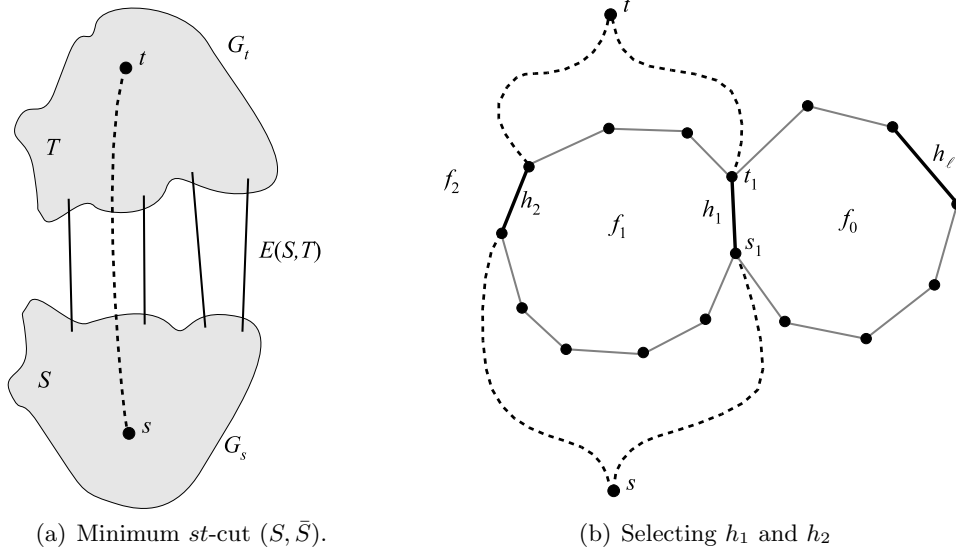 t
G_t
T
E(S,T)
S
s
G_s
(a) Minimum st-cut (S, S̄).
t
f_2
h_2
f_1
h_1
t_1
s_1
f_0
h_ℓ
s
(b) Selecting h_1 and h_2